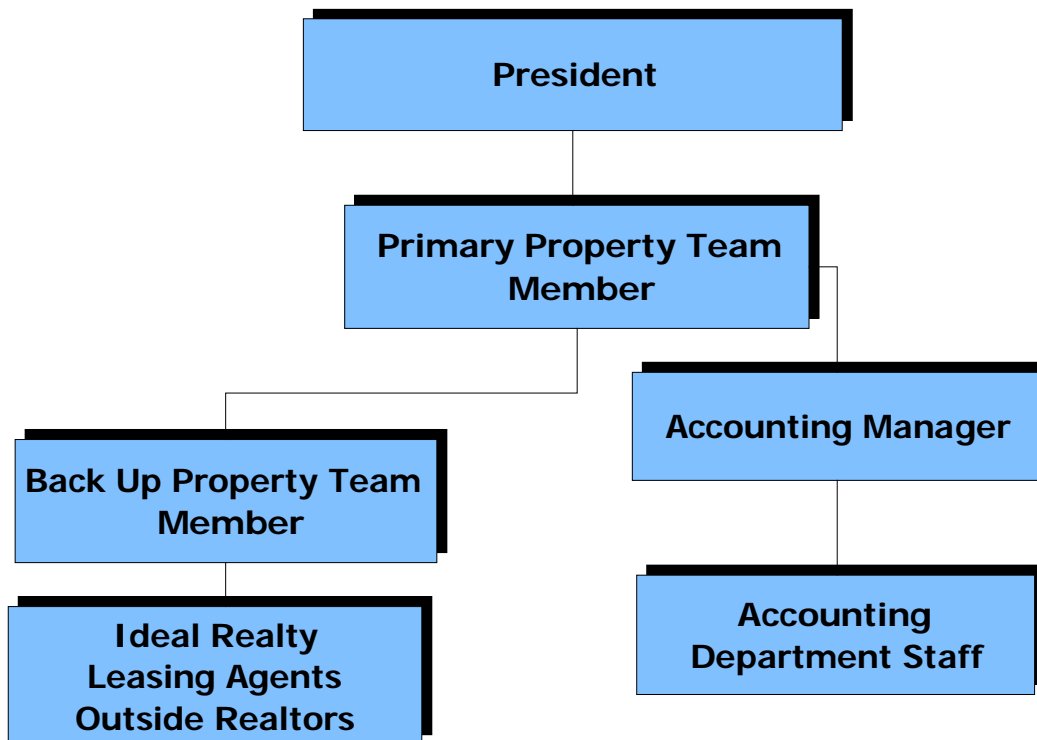 President
Primary Property Team
Member
Accounting Manager
Back Up Property Team
Member
Accounting
Department Staff
Ideal Realty
Leasing Agents
Outside Realtors